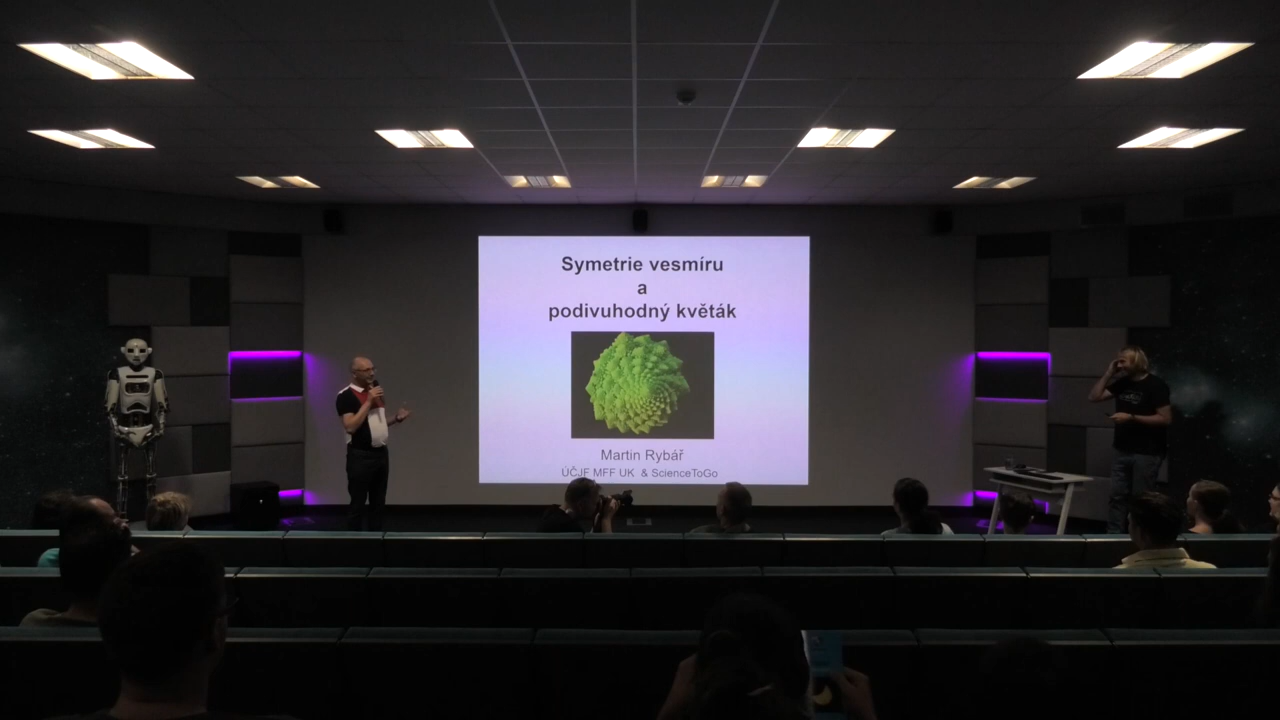 Symetrie vesmíru
a
podivuhodný květák
Martin Rybář
ÚČJF MFF UK & ScienceToGo